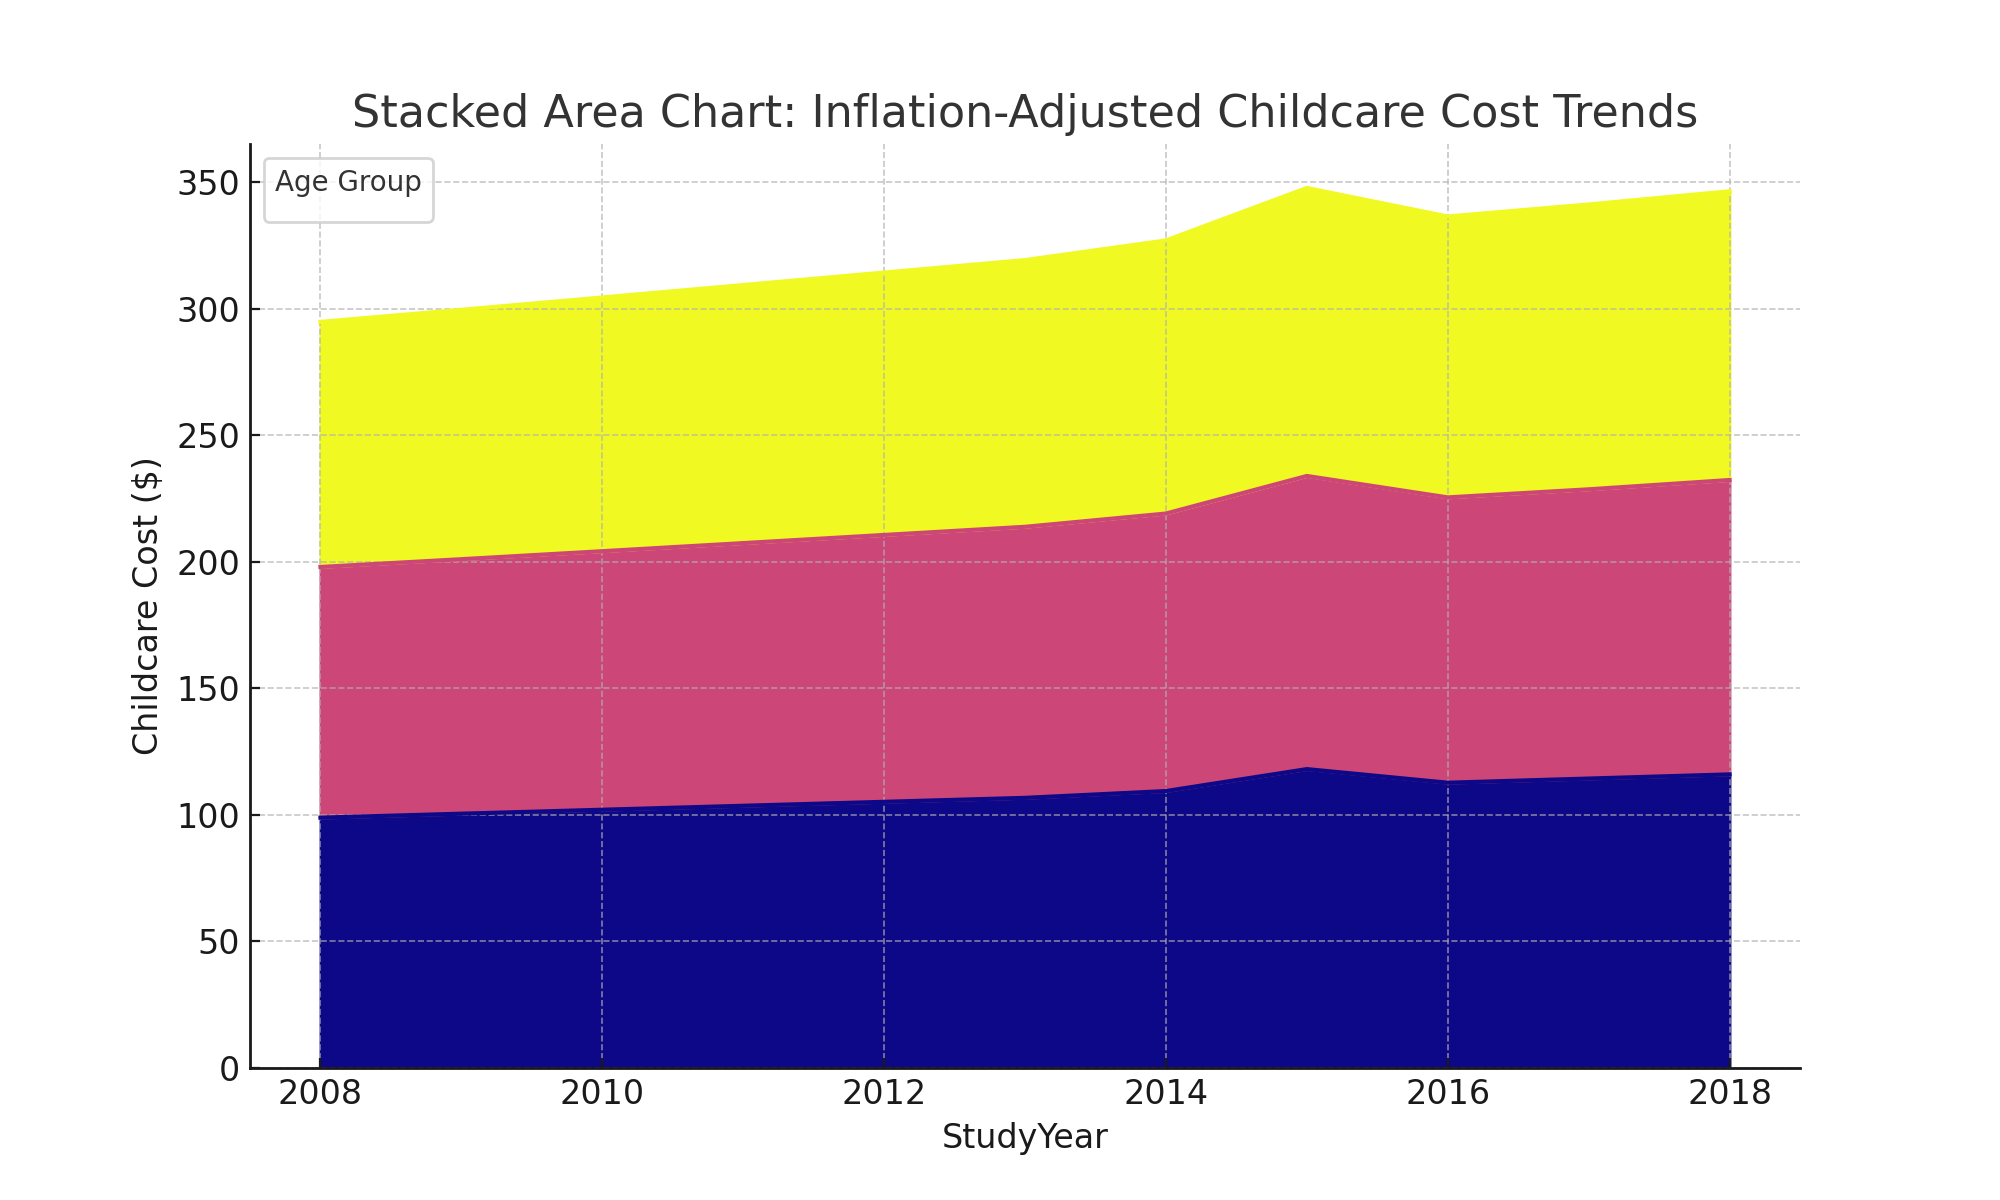 Stacked Area Chart: Inflation-Adjusted Childcare Cost Trends
Age Group
350
300
250
200
150
100
50
0
Childcare Cost ($)
2008 2010 2012 2014 2016 2018
StudyYear